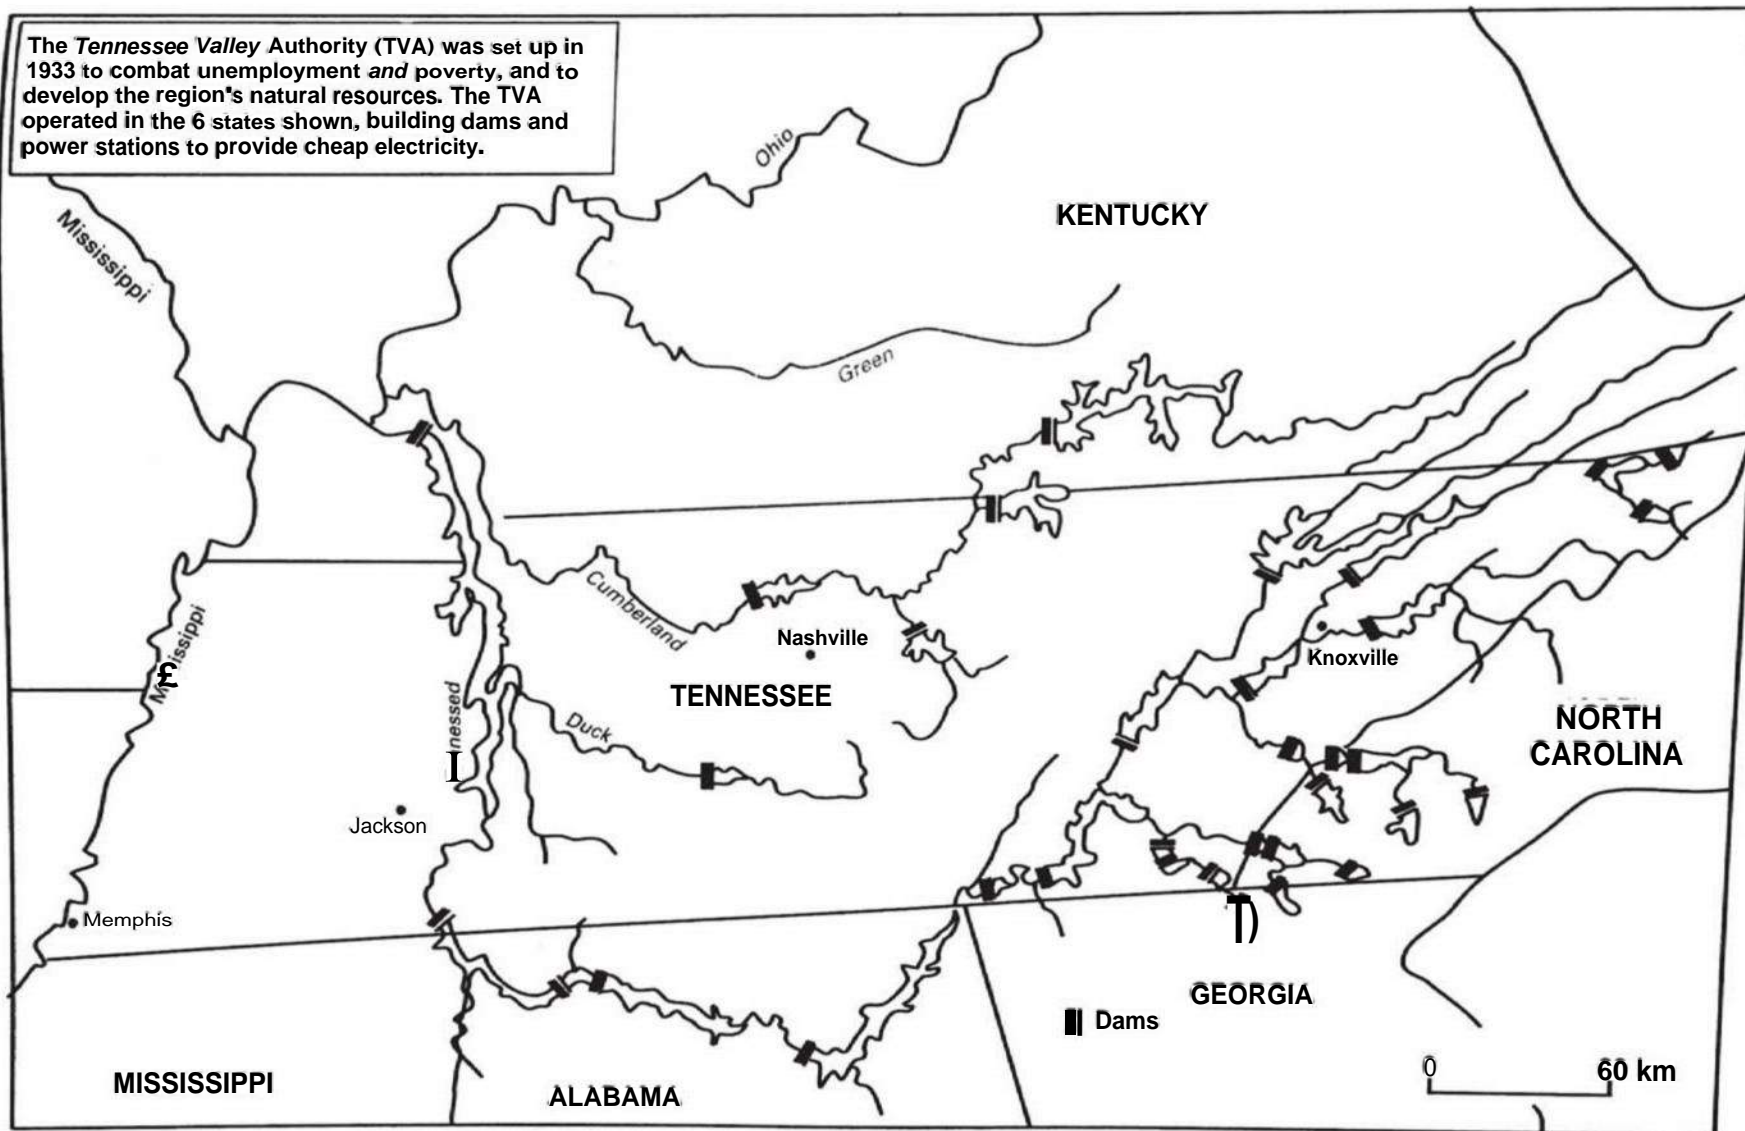 The Tennessee Valley Authority (TVA) was set up in
1933 to combat unemployment and poverty, and to
develop the region's natural resources. The TVA
operated in the 6 states shown, building dams and
power stations to provide cheap electricity.
Ohio
Mississippi
KENTUCKY
Green
Cumberland
Mississippi
£
Nashville
Knoxville
TENNESSEE
nessed
I
Duck
NORTH
CAROLINA
Jackson
Memphis
T)
GEORGIA
Dams
0 60 km
MISSISSIPPI
ALABAMA